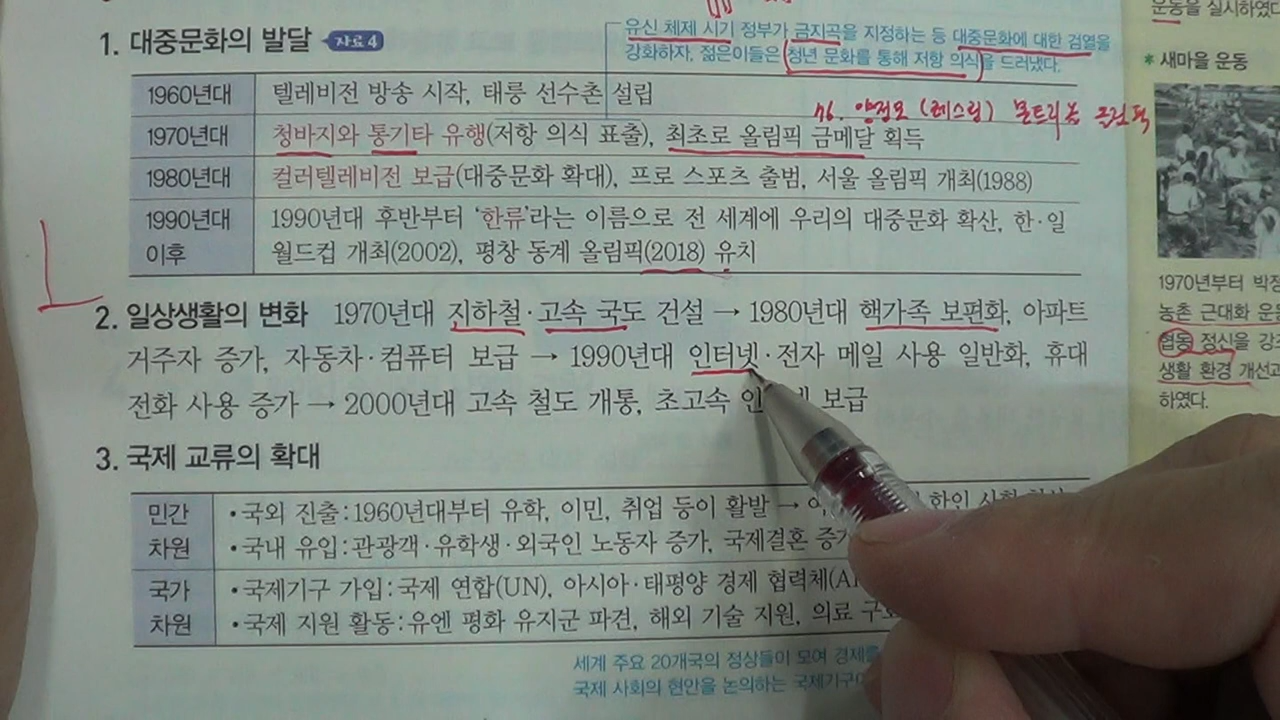 1. 대중문화의 발달 자료4
유신 체제 시기 정부가 금지곡을 지정하는 등 대중문화에 대한 검열을
강화하자, 젊은이들은 청년 문화를 통해 저항 의식을 드러냈다.
1960년대 텔레비전 방송 시작, 태릉 선수촌 설립
76. 양정모 (레스링) 몬트리올 올림픽
1970년대 청바지와 통기타 유행(저항 의식 표출), 최초로 올림픽 금메달 획득
1980년대 컬러텔레비전 보급(대중문화 확대), 프로 스포츠 출범, 서울 올림픽 개최(1988)
1990년대 이후 1990년대 후반부터 '한류'라는 이름으로 전 세계에 우리의 대중문화 확산, 한·일
월드컵 개최(2002), 평창 동계 올림픽(2018) 유치
2. 일상생활의 변화 1970년대 지하철·고속 국도 건설 → 1980년대 핵가족 보편화, 아파트
거주자 증가, 자동차·컴퓨터 보급 → 1990년대 인터넷·전자 메일 사용 일반화, 휴대
전화 사용 증가 → 2000년대 고속 철도 개통, 초고속 인 보급
3. 국제 교류의 확대
민간 차원 •국외 진출:1960년대부터 유학, 이민, 취업 등이 활발 → 한인
•국내 유입:관광객·유학생·외국인 노동자 증가, 국제결혼 증가
국가 차원 •국제기구 가입:국제 연합(UN), 아시아·태평양 경제 협력체(A
•국제 지원 활동:유엔 평화 유지군 파견, 해외 기술 지원, 의료
세계 주요 20개국의 정상들이 모여 경제를
국제 사회의 현안을 논의하는 국제기구
운동을 실시하였다
* 새마을 운동
1970년부터 박정
농촌 근대화 운동
협동 정신을 강조
생활 환경 개선과
하였다.